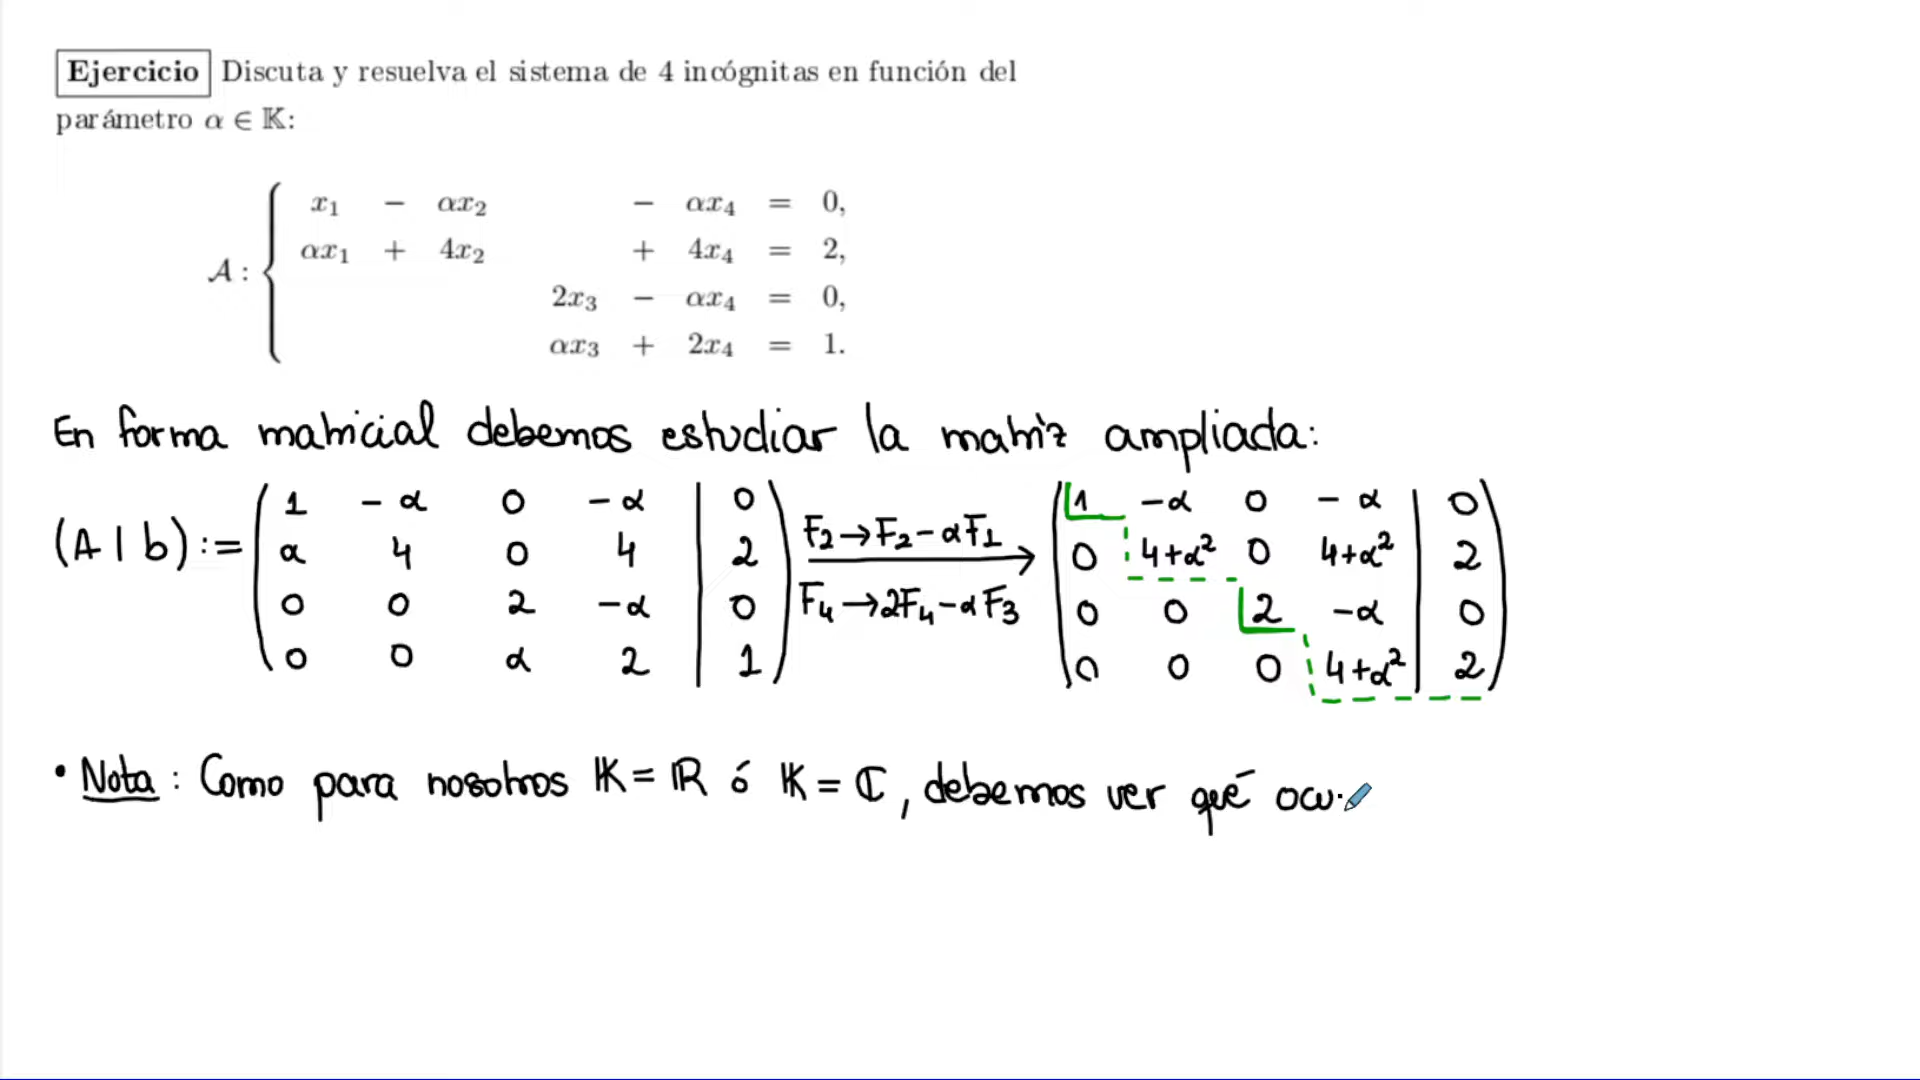 Ejercicio Discuta y resuelva el sistema de 4 incógnitas en función del
parámetro α ∈ 𝕂:
x₁ − αx₂ − αx₄ = 0,
αx₁ + 4x₂ + 4x₄ = 2,
𝒜 : {
2x₃ − αx₄ = 0,
αx₃ + 2x₄ = 1.
En forma matricial debemos estudiar la matriz ampliada:
(A | b) := ( 1 −α 0 −α | 0 ; α 4 0 4 | 2 ; 0 0 2 −α | 0 ; 0 0 α 2 | 1 )
F₂→F₂−αF₁
F₄→2F₄−αF₃
( 1 −α 0 −α | 0 ; 0 4+α² 0 4+α² | 2 ; 0 0 2 −α | 0 ; 0 0 0 4+α² | 2 )
• Nota : Como para nosotros 𝕂 = ℝ ó 𝕂 = ℂ, debemos ver qué ocu